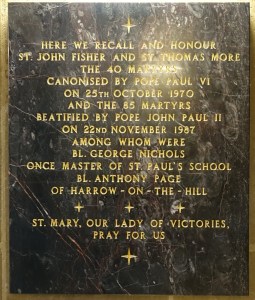 HERE WE RECALL AND HONOUR
ST. JOHN FISHER AND ST. THOMAS MORE
THE 40 MARTYRS
CANONISED BY POPE PAUL VI
ON 25TH OCTOBER 1970
AND THE 85 MARTYRS
BEATIFIED BY POPE JOHN PAUL II
ON 22ND NOVEMBER 1987
AMONG WHOM WERE
BL. GEORGE NICHOLS
ONCE MASTER OF ST. PAUL'S SCHOOL
BL. ANTHONY PAGE
OF HARROW-ON-THE-HILL
ST. MARY, OUR LADY OF VICTORIES,
PRAY FOR US